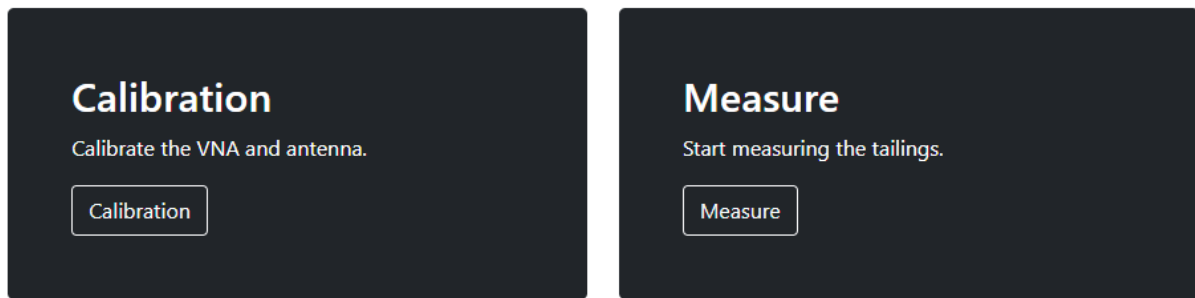 Calibration
Calibrate the VNA and antenna.
Calibration
Measure
Start measuring the tailings.
Measure